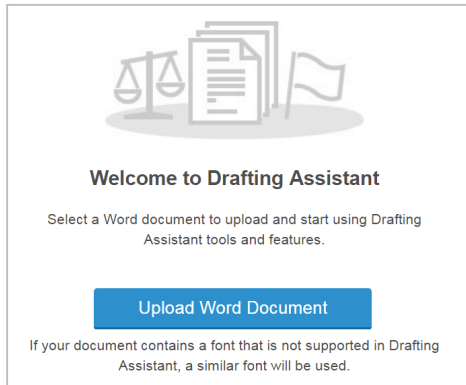 Welcome to Drafting Assistant
Select a Word document to upload and start using Drafting
Assistant tools and features.
Upload Word Document
If your document contains a font that is not supported in Drafting
Assistant, a similar font will be used.